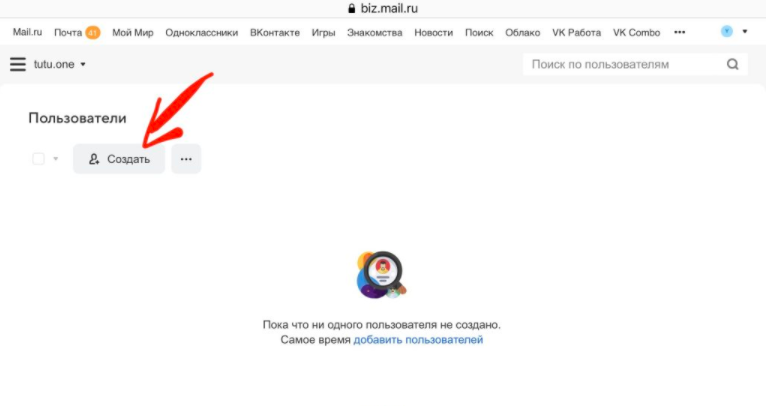 biz.mail.ru
Mail.ru Почта 41 Мой Мир Одноклассники ВКонтакте Игры Знакомства Новости Поиск Облако VK Работа VK Combo •••
tutu.one
Поиск по пользователям
Пользователи
Создать •••
Пока что ни одного пользователя не создано.
Самое время добавить пользователей